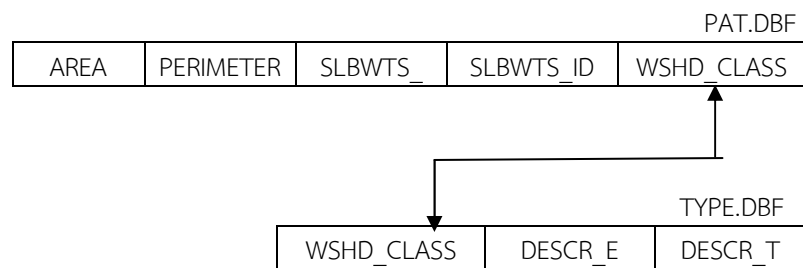 PAT.DBF
AREA PERIMETER SLBWTS_ SLBWTS_ID WSHD_CLASS
TYPE.DBF
WSHD_CLASS DESCR_E DESCR_T